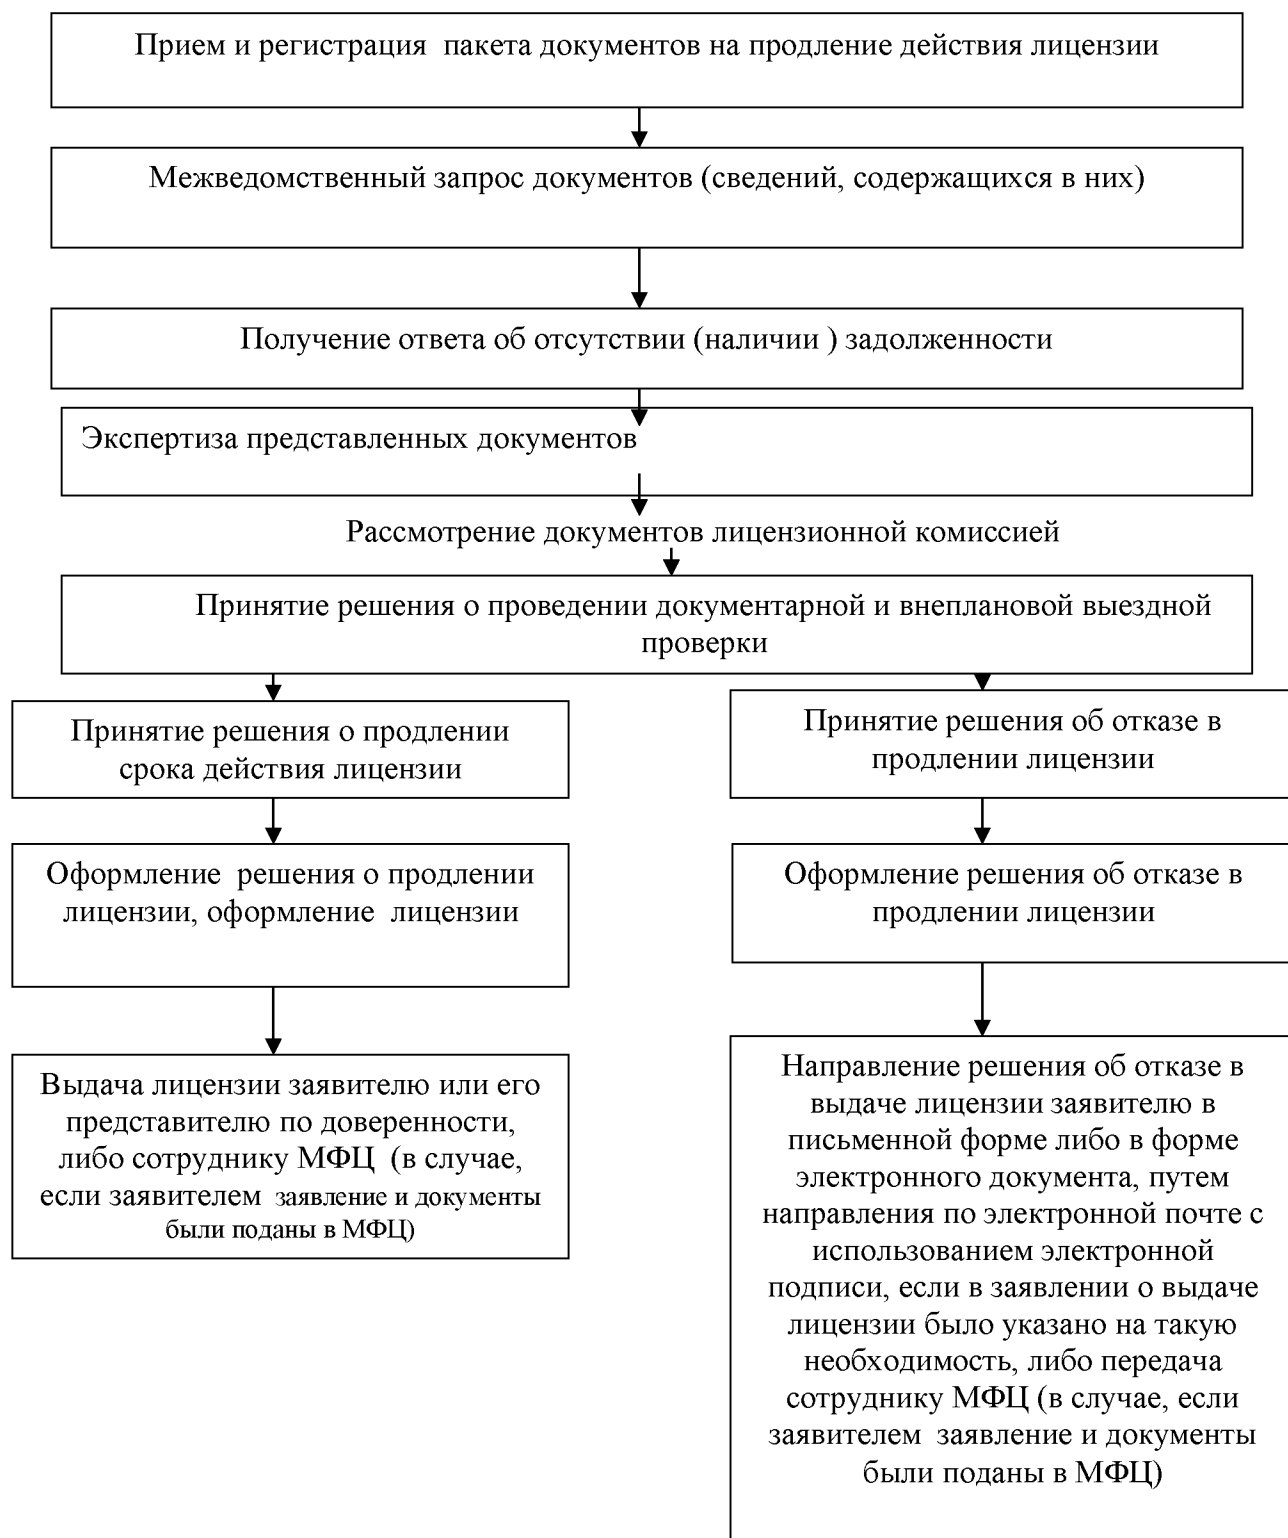 Прием и регистрация  пакета документов на продление действия лицензии
Межведомственный запрос документов (сведений, содержащихся в них)
Получение ответа об отсутствии (наличии ) задолженности
Экспертиза представленных документов
Рассмотрение документов лицензионной комиссией
Принятие решения о проведении документарной и внеплановой выездной
проверки
Принятие решения о продлении
срока действия лицензии
Оформление  решения о продлении
лицензии, оформление  лицензии
Выдача лицензии заявителю или его
представителю по доверенности,
либо сотруднику МФЦ  (в случае,
если заявителем  заявление и документы
были поданы в МФЦ)
Принятие решения об отказе в
продлении лицензии
Оформление решения об отказе в
продлении лицензии
Направление решения об отказе в
выдаче лицензии заявителю в
письменной форме либо в форме
электронного документа, путем
направления по электронной почте с
использованием электронной
подписи, если в заявлении о выдаче
лицензии было указано на такую
необходимость, либо передача
сотруднику МФЦ (в случае, если
заявителем  заявление и документы
были поданы в МФЦ)